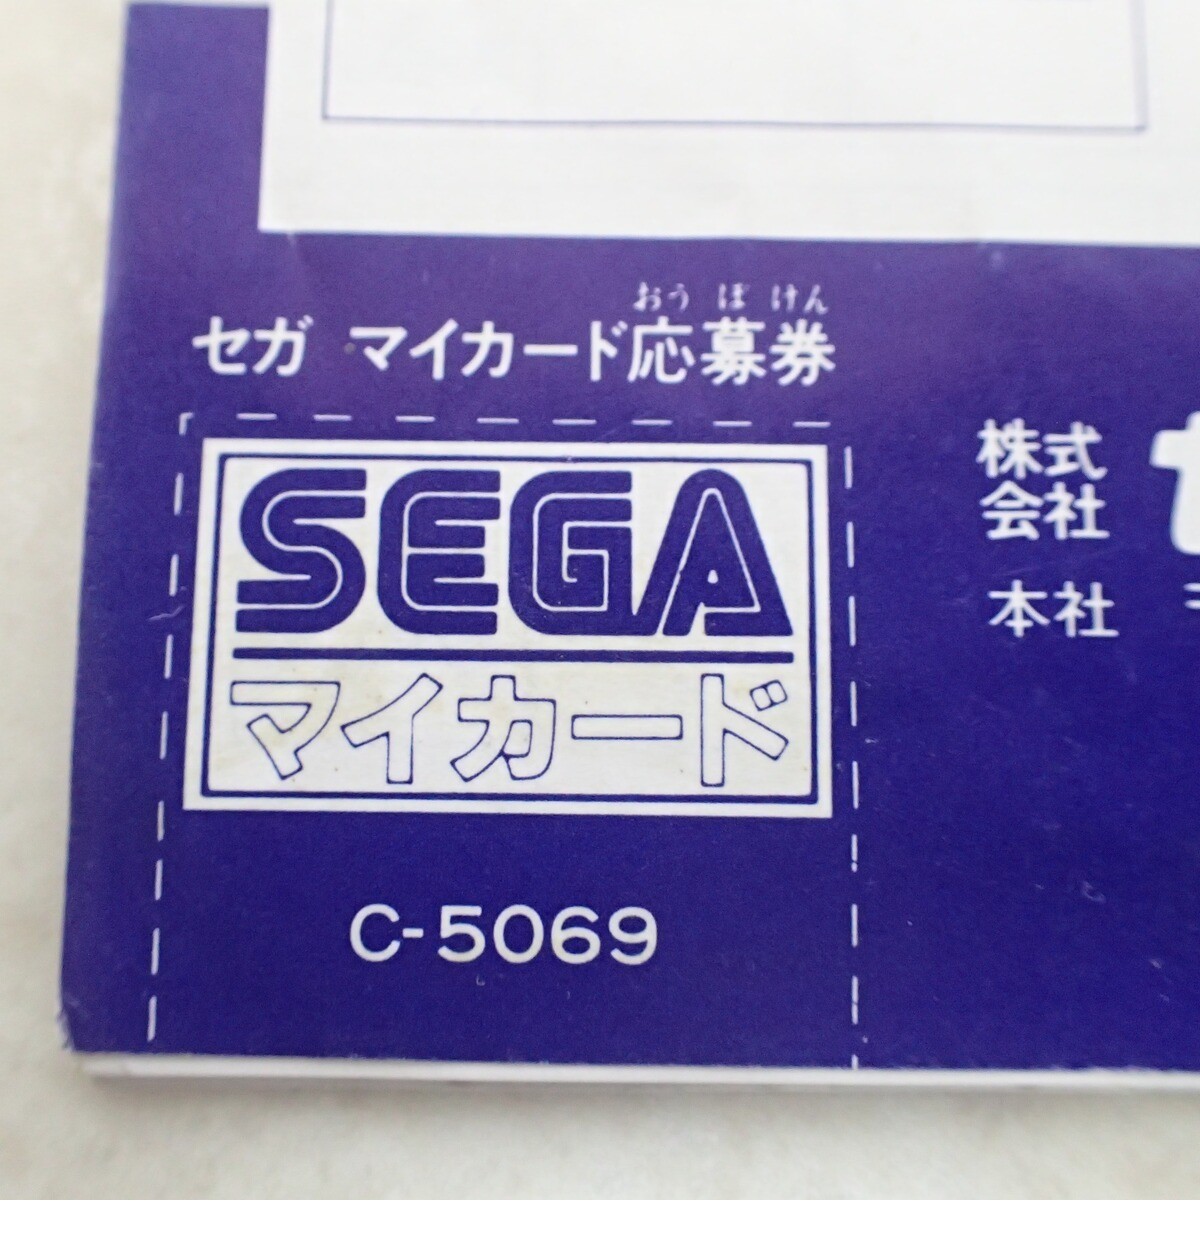 おうぼけん
セガ マイカード応募券
SEGA
マイカード
C-5069
株式
会社
本社